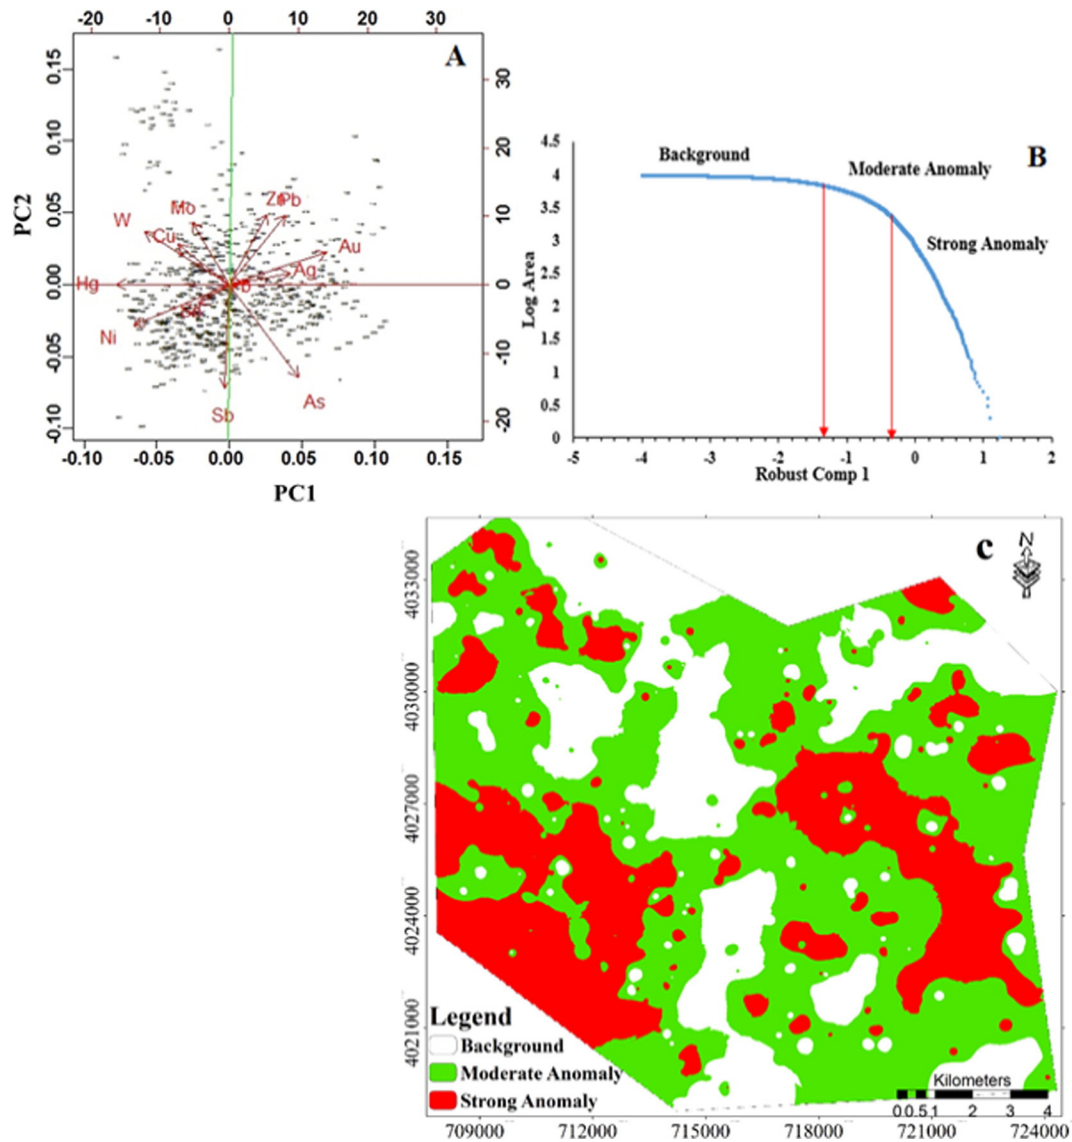 -20 -10 0 10 20 30
A
0.15
0.10
0.05
0.00
-0.05
-0.10
PC2
30
20
10
0
-10
-20
Mo
W
Cu
Pb
Au
Ag
Hg
Ni
Sb
As
-0.10 -0.05 0.00 0.05 0.10 0.15
PC1
B
4.5
4
3.5
3
2.5
2
1.5
1
0.5
0
Log Area
Background
Moderate Anomaly
Strong Anomaly
-5 -4 -3 -2 -1 0 1 2
Robust Comp 1
c
N
4033000
4030000
4027000
4024000
4021000
Legend
Background
Moderate Anomaly
Strong Anomaly
Kilometers
0 0.5 1 2 3 4
709000 712000 715000 718000 721000 724000